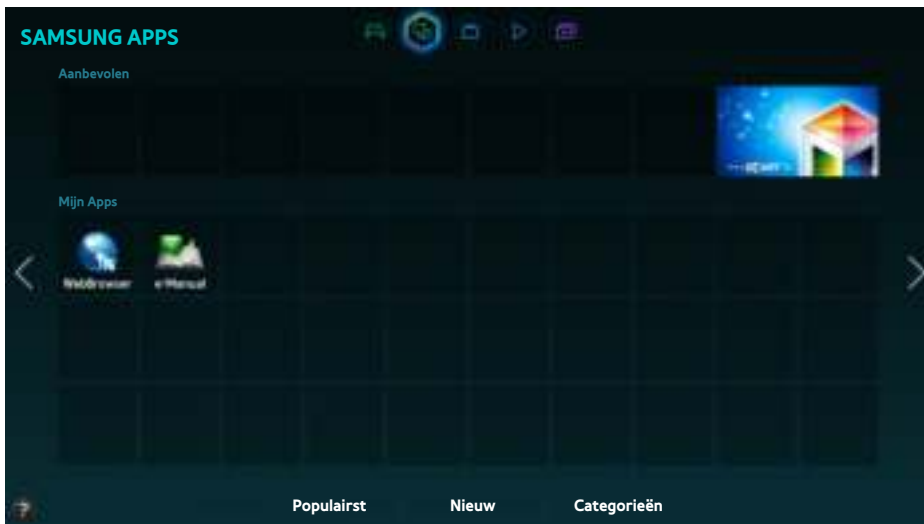 SAMSUNG APPS
Aanbevolen
Mijn Apps
WebBrowser
e-Manual
Populairst
Nieuw
Categorieën
?